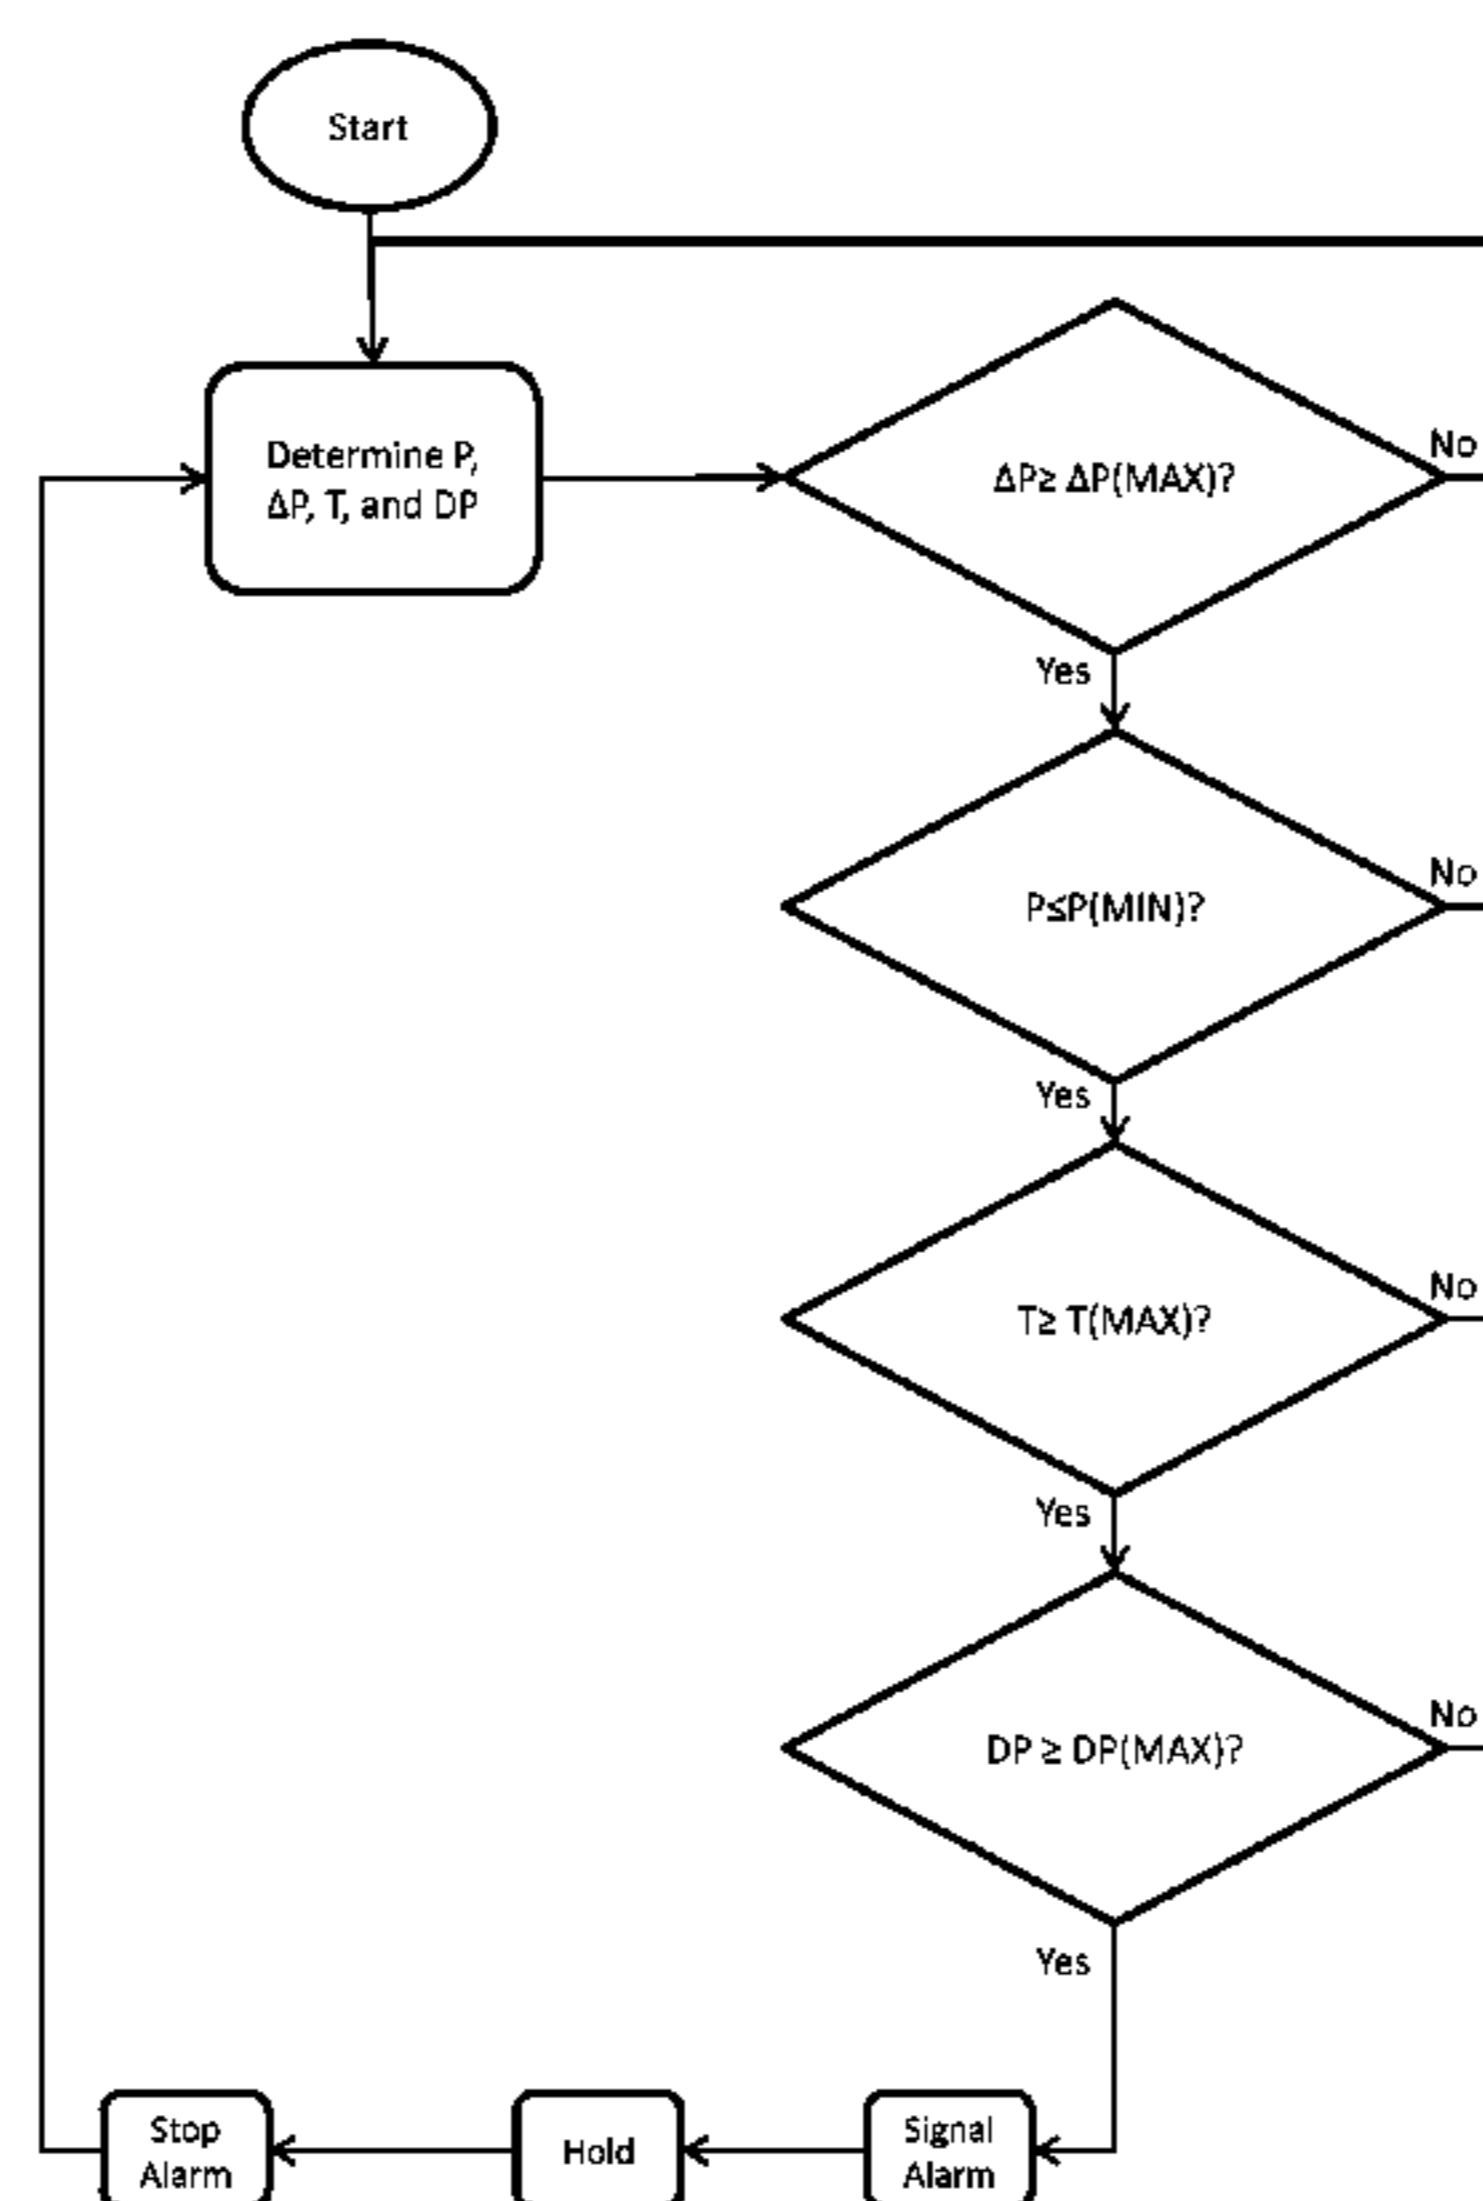 Start
Determine P,
ΔP, T, and DP
ΔP≥ ΔP(MAX)?
No
Yes
P≤P(MIN)?
No
Yes
T≥ T(MAX)?
No
Yes
DP ≥ DP(MAX)?
No
Yes
Signal
Alarm
Hold
Stop
Alarm